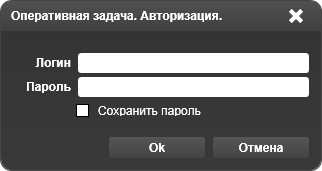 Оперативная задача. Авторизация.
Логин
Пароль
Сохранить пароль
Ok Отмена